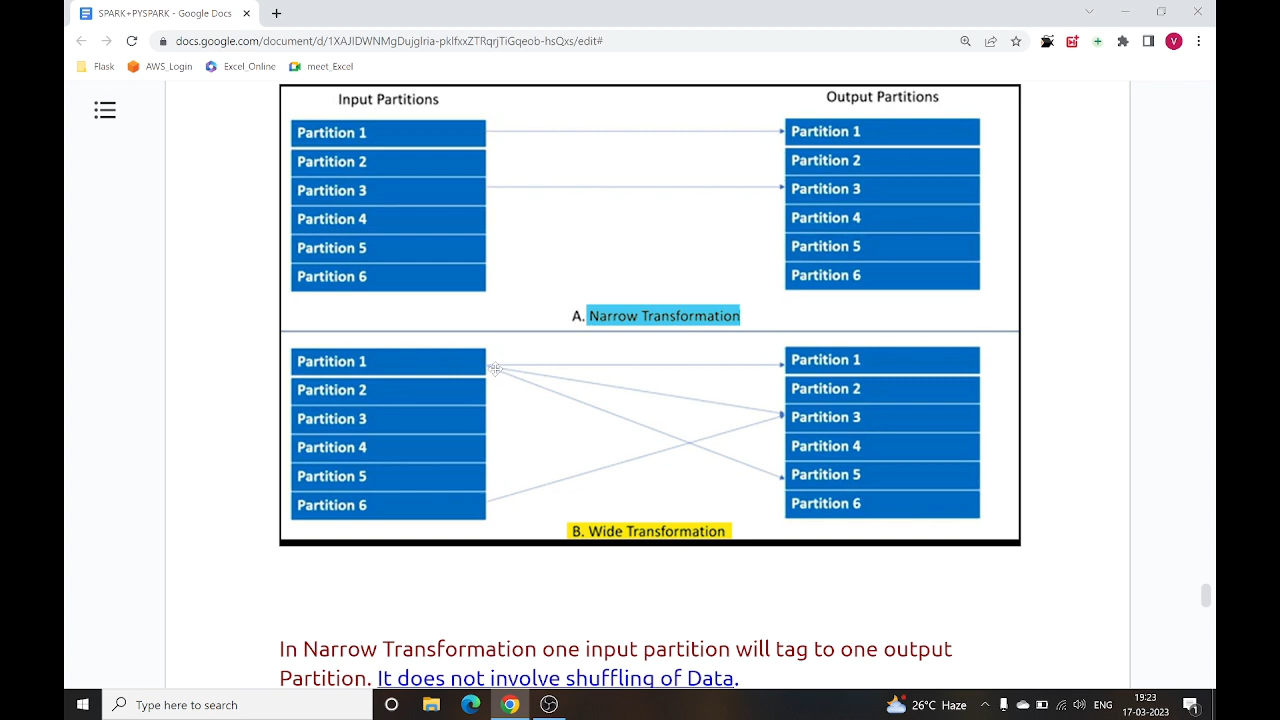 SPARK+PYSPARK - Google Docs
docs.google.com/document/d/1XAJIDWNMgDujgIria-pkIfxxZTRqrjTiGqeob-hsQxs/edit#
Flask
AWS_Login
Excel_Online
meet_Excel
V
Input Partitions
Output Partitions
Partition 1
Partition 1
Partition 2
Partition 2
Partition 3
Partition 3
Partition 4
Partition 4
Partition 5
Partition 5
Partition 6
Partition 6
A. Narrow Transformation
Partition 1
Partition 1
Partition 2
Partition 2
Partition 3
Partition 3
Partition 4
Partition 4
Partition 5
Partition 5
Partition 6
Partition 6
B. Wide Transformation
In Narrow Transformation one input partition will tag to one output
Partition. It does not involve shuffling of Data.
Type here to search
26°C Haze
19:23
17-03-2023
1